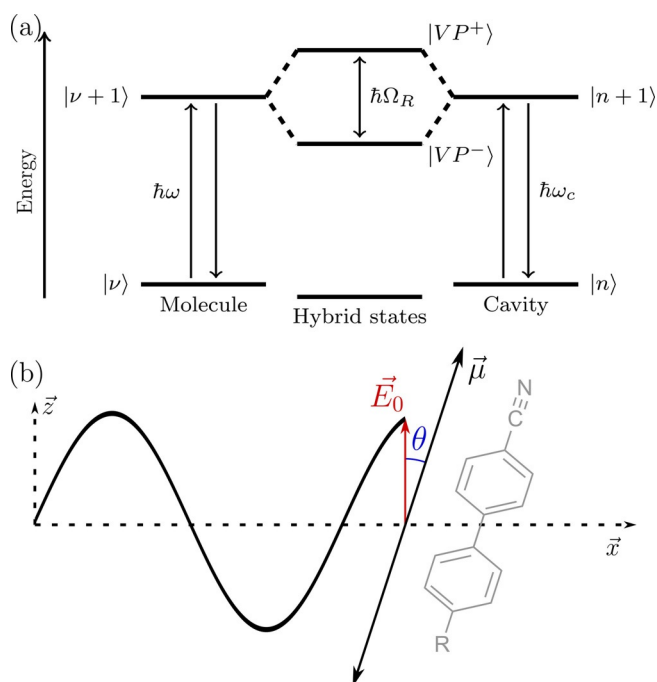 (a)
Energy
|VP⁺⟩
|ν + 1⟩
ℏΩ_R
|n + 1⟩
|VP⁻⟩
ℏω
ℏω_c
|ν⟩
Molecule
Hybrid states
Cavity
|n⟩
(b)
z⃗
E⃗₀
θ
μ⃗
N
C
x⃗
R